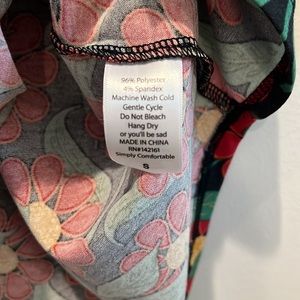 96% Polyester
4% Spandex
Machine Wash Cold
Gentle Cycle
Do Not Bleach
Hang Dry
or you'll be sad
MADE IN CHINA
RN#142161
Simply Comfortable
S